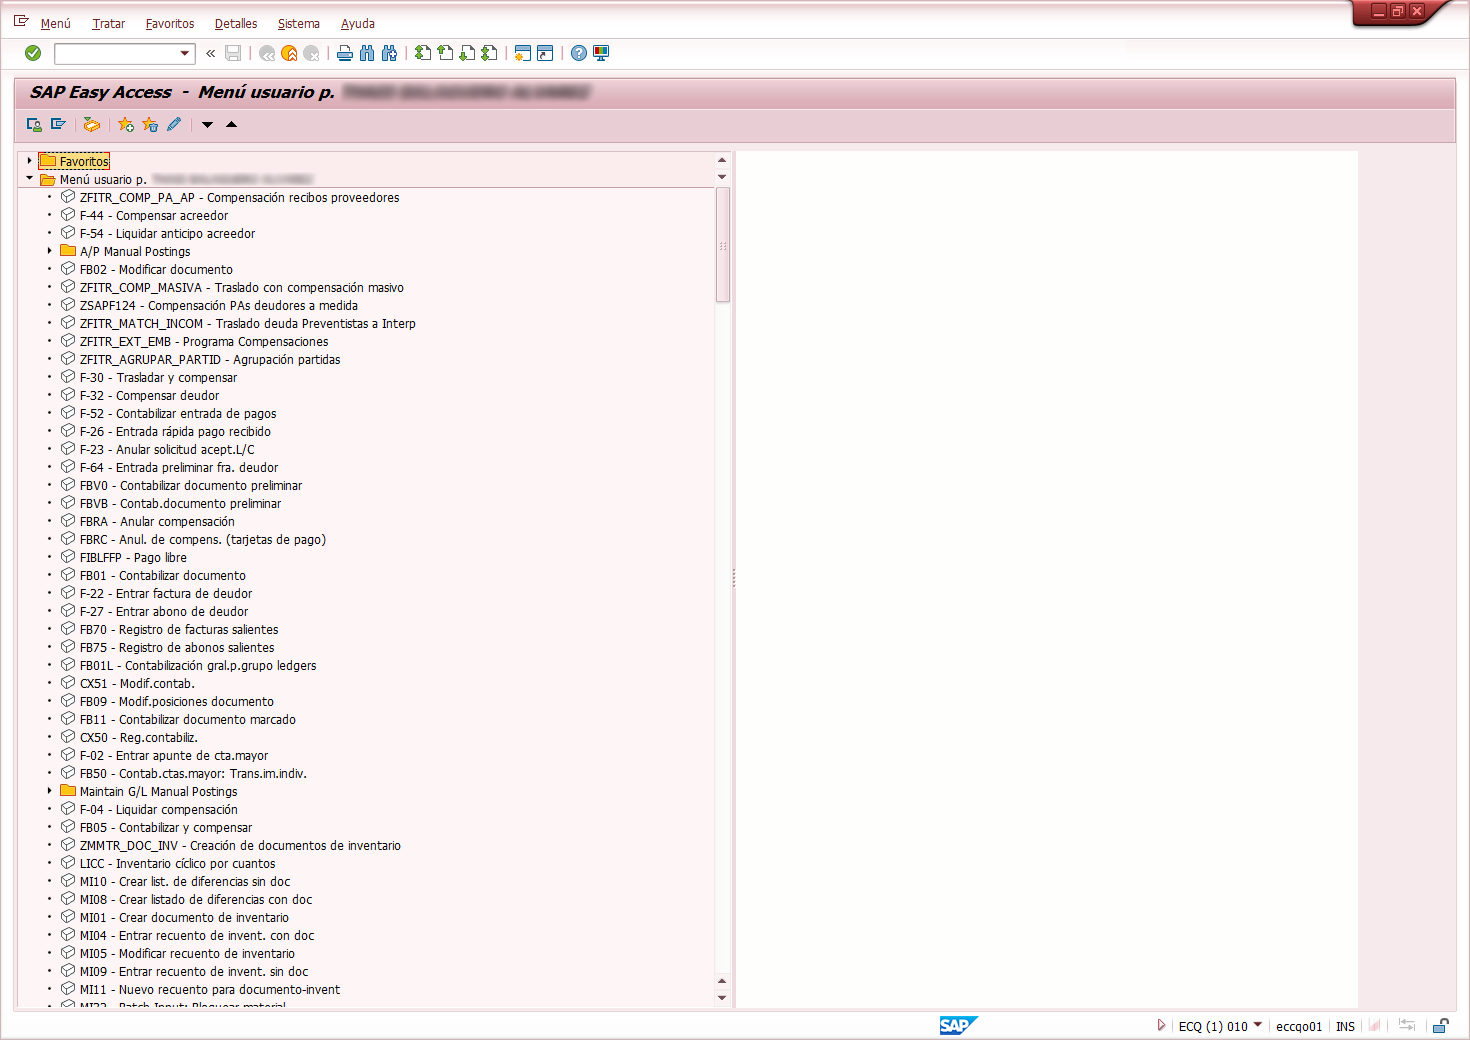 Menú Tratar Favoritos Detalles Sistema Ayuda
SAP Easy Access - Menú usuario p.
Favoritos
Menú usuario p.
ZFITR_COMP_PA_AP - Compensación recibos proveedores
F-44 - Compensar acreedor
F-54 - Liquidar anticipo acreedor
A/P Manual Postings
FB02 - Modificar documento
ZFITR_COMP_MASIVA - Traslado con compensación masivo
ZSAPF124 - Compensación PAs deudores a medida
ZFITR_MATCH_INCOM - Traslado deuda Preventistas a Interp
ZFITR_EXT_EMB - Programa Compensaciones
ZFITR_AGRUPAR_PARTID - Agrupación partidas
F-30 - Trasladar y compensar
F-32 - Compensar deudor
F-52 - Contabilizar entrada de pagos
F-26 - Entrada rápida pago recibido
F-23 - Anular solicitud acept.L/C
F-64 - Entrada preliminar fra. deudor
FBV0 - Contabilizar documento preliminar
FBVB - Contab.documento preliminar
FBRA - Anular compensación
FBRC - Anul. de compens. (tarjetas de pago)
FIBLFFP - Pago libre
FB01 - Contabilizar documento
F-22 - Entrar factura de deudor
F-27 - Entrar abono de deudor
FB70 - Registro de facturas salientes
FB75 - Registro de abonos salientes
FB01L - Contabilización gral.p.grupo ledgers
CX51 - Modif.contab.
FB09 - Modif.posiciones documento
FB11 - Contabilizar documento marcado
CX50 - Reg.contabiliz.
F-02 - Entrar apunte de cta.mayor
FB50 - Contab.ctas.mayor: Trans.im.indiv.
Maintain G/L Manual Postings
F-04 - Liquidar compensación
FB05 - Contabilizar y compensar
ZMMTR_DOC_INV - Creación de documentos de inventario
LICC - Inventario cíclico por cuantos
MI10 - Crear list. de diferencias sin doc
MI08 - Crear listado de diferencias con doc
MI01 - Crear documento de inventario
MI04 - Entrar recuento de invent. con doc
MI05 - Modificar recuento de inventario
MI09 - Entrar recuento de invent. sin doc
MI11 - Nuevo recuento para documento-invent
MI32 - Batch Input: Bloquear material
SAP
ECQ (1) 010 eccqo01 INS